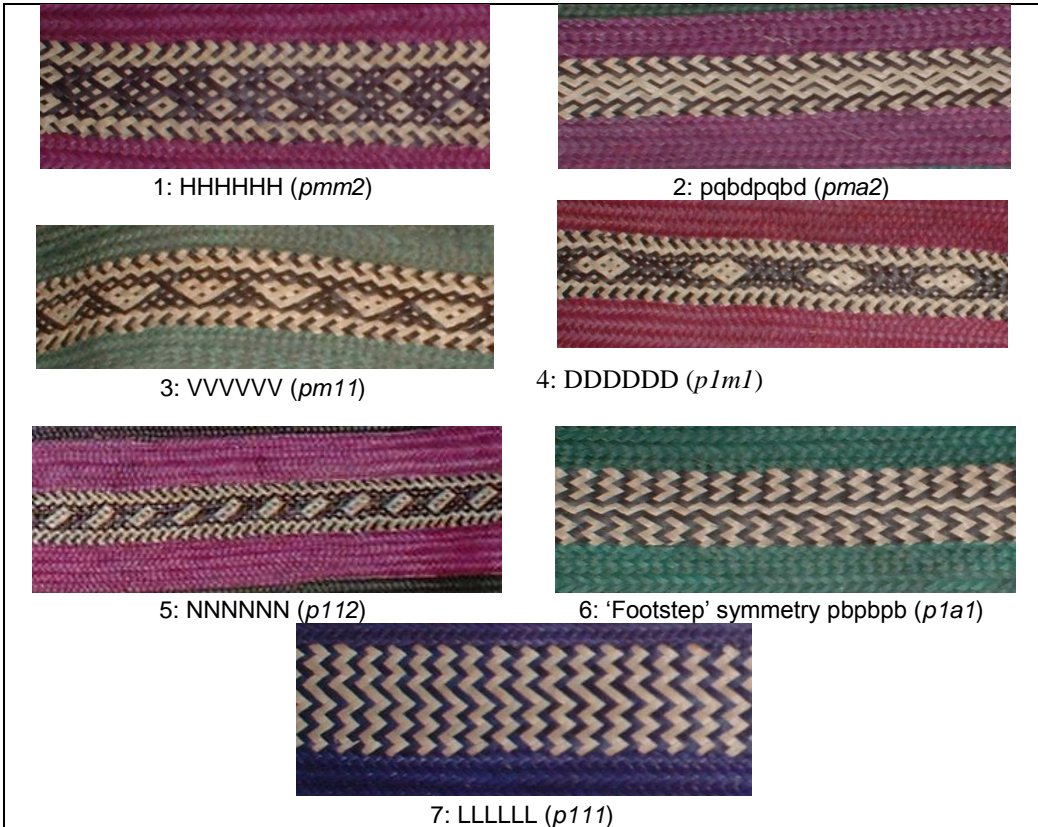 1: HHHHHH (pmm2)
2: pqbdpqbd (pma2)
3: VVVVVV (pm11)
4: DDDDDD (p1m1)
5: NNNNNN (p112)
6: ‘Footstep’ symmetry pbpbpb (p1a1)
7: LLLLLL (p111)